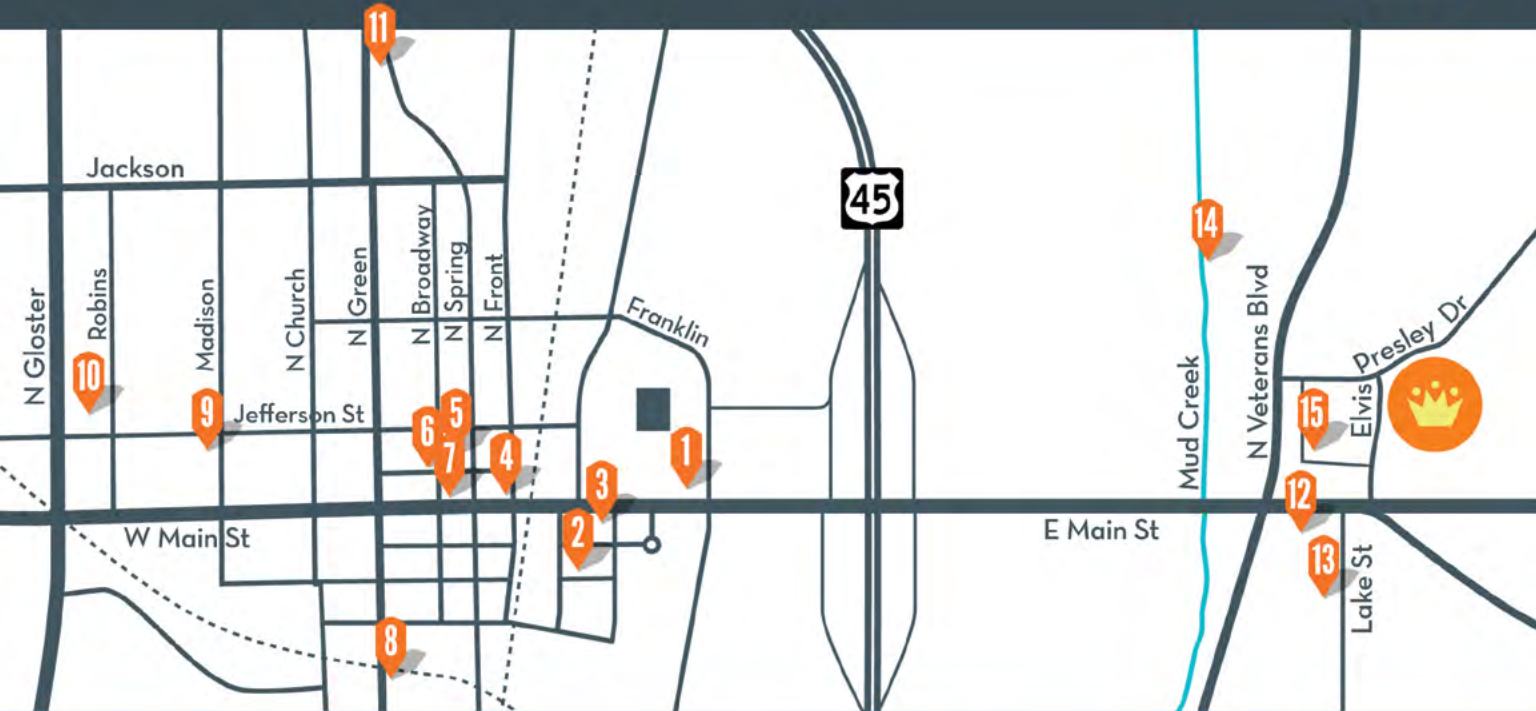 11
Jackson
45
14
N Gloster
Robins
Madison
N Church
N Green
N Broadway
N Spring
N Front
Franklin
N Veterans Blvd
Presley Dr
10
9
Jefferson St
6
5
7
4
3
1
Mud Creek
15
Elvis
12
W Main St
2
E Main St
13
Lake St
8